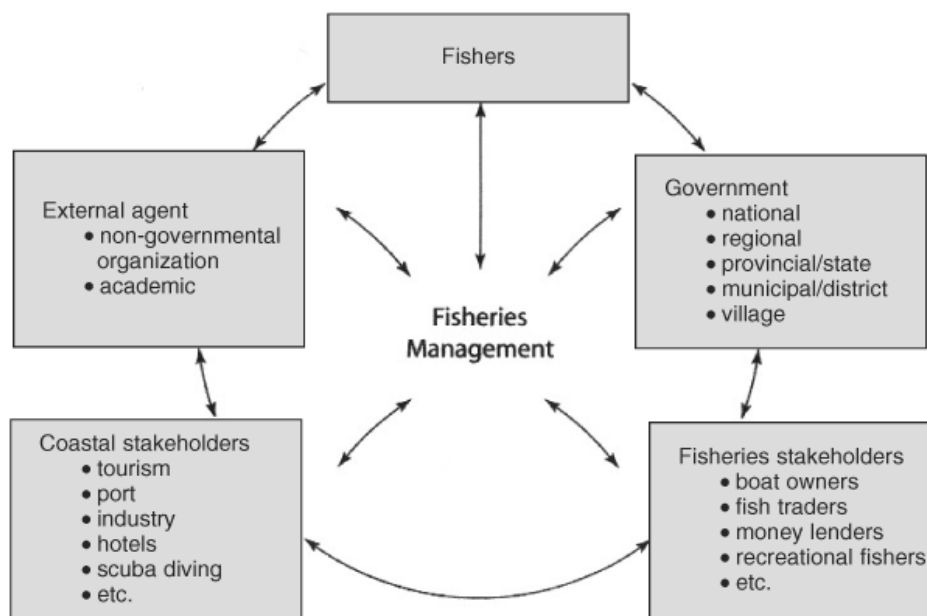 Fishers
External agent
• non-governmental
organization
• academic
Government
• national
• regional
• provincial/state
• municipal/district
• village
Fisheries
Management
Coastal stakeholders
• tourism
• port
• industry
• hotels
• scuba diving
• etc.
Fisheries stakeholders
• boat owners
• fish traders
• money lenders
• recreational fishers
• etc.